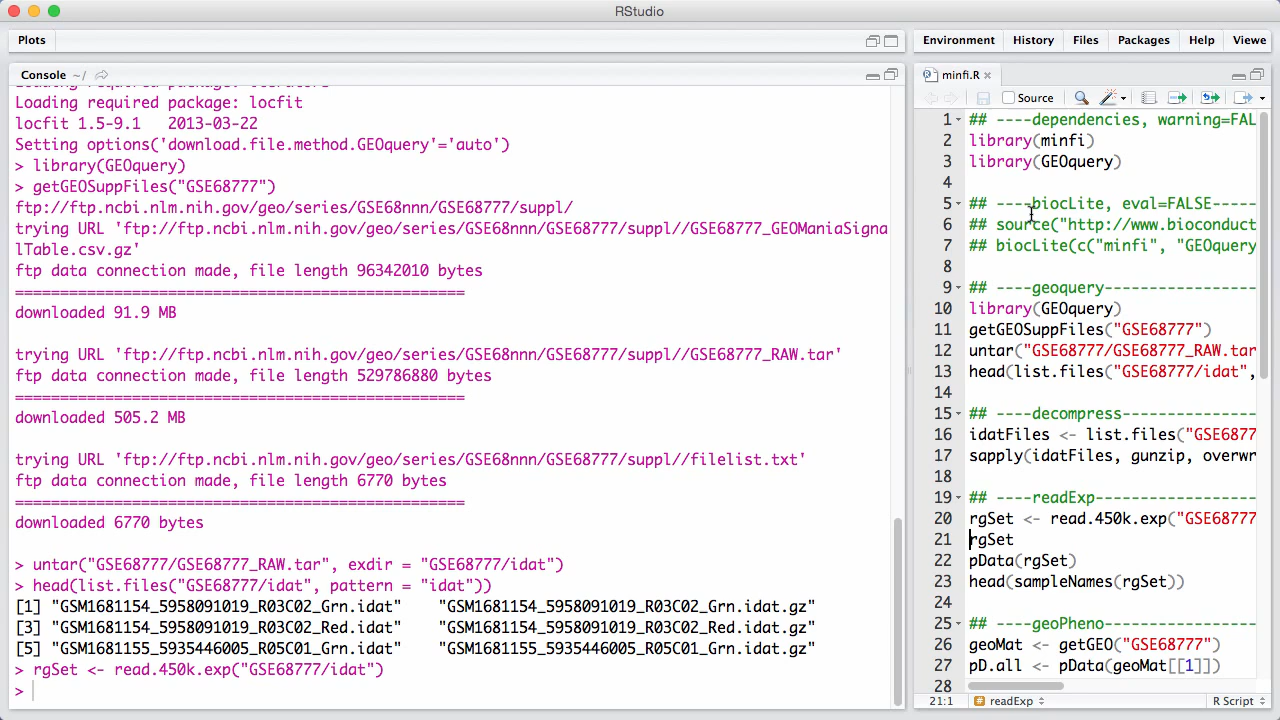 RStudio
Plots
Console ~/
Loading required package: locfit
locfit 1.5-9.1   2013-03-22
Setting options('download.file.method.GEOquery'='auto')
> library(GEOquery)
> getGEOSuppFiles("GSE68777")
ftp://ftp.ncbi.nlm.nih.gov/geo/series/GSE68nnn/GSE68777/suppl/
trying URL 'ftp://ftp.ncbi.nlm.nih.gov/geo/series/GSE68nnn/GSE68777/suppl//GSE68777_GEOManiaSigna
lTable.csv.gz'
ftp data connection made, file length 96342010 bytes
==================================================
downloaded 91.9 MB
trying URL 'ftp://ftp.ncbi.nlm.nih.gov/geo/series/GSE68nnn/GSE68777/suppl//GSE68777_RAW.tar'
ftp data connection made, file length 529786880 bytes
==================================================
downloaded 505.2 MB
trying URL 'ftp://ftp.ncbi.nlm.nih.gov/geo/series/GSE68nnn/GSE68777/suppl//filelist.txt'
ftp data connection made, file length 6770 bytes
==================================================
downloaded 6770 bytes
> untar("GSE68777/GSE68777_RAW.tar", exdir = "GSE68777/idat")
> head(list.files("GSE68777/idat", pattern = "idat"))
[1] "GSM1681154_5958091019_R03C02_Grn.idat"    "GSM1681154_5958091019_R03C02_Grn.idat.gz"
[3] "GSM1681154_5958091019_R03C02_Red.idat"    "GSM1681154_5958091019_R03C02_Red.idat.gz"
[5] "GSM1681155_5935446005_R05C01_Grn.idat"    "GSM1681155_5935446005_R05C01_Grn.idat.gz"
> rgSet <- read.450k.exp("GSE68777/idat")
>
Environment History Files Packages Help Viewe
minfi.R
Source
1 ## ----dependencies, warning=FAL
2 library(minfi)
3 library(GEOquery)
4
5 ## ----biocLite, eval=FALSE-----
6 ## source("http://www.bioconduct
7 ## biocLite(c("minfi", "GEOquery
8
9 ## ----geoquery-----------------
10 library(GEOquery)
11 getGEOSuppFiles("GSE68777")
12 untar("GSE68777/GSE68777_RAW.tar
13 head(list.files("GSE68777/idat",
14
15 ## ----decompress---------------
16 idatFiles <- list.files("GSE6877
17 sapply(idatFiles, gunzip, overwr
18
19 ## ----readExp------------------
20 rgSet <- read.450k.exp("GSE68777
21 rgSet
22 pData(rgSet)
23 head(sampleNames(rgSet))
24
25 ## ----geoPheno-----------------
26 geoMat <- getGEO("GSE68777")
27 pD.all <- pData(geoMat[[1]])
28
21:1 # readExp R Script